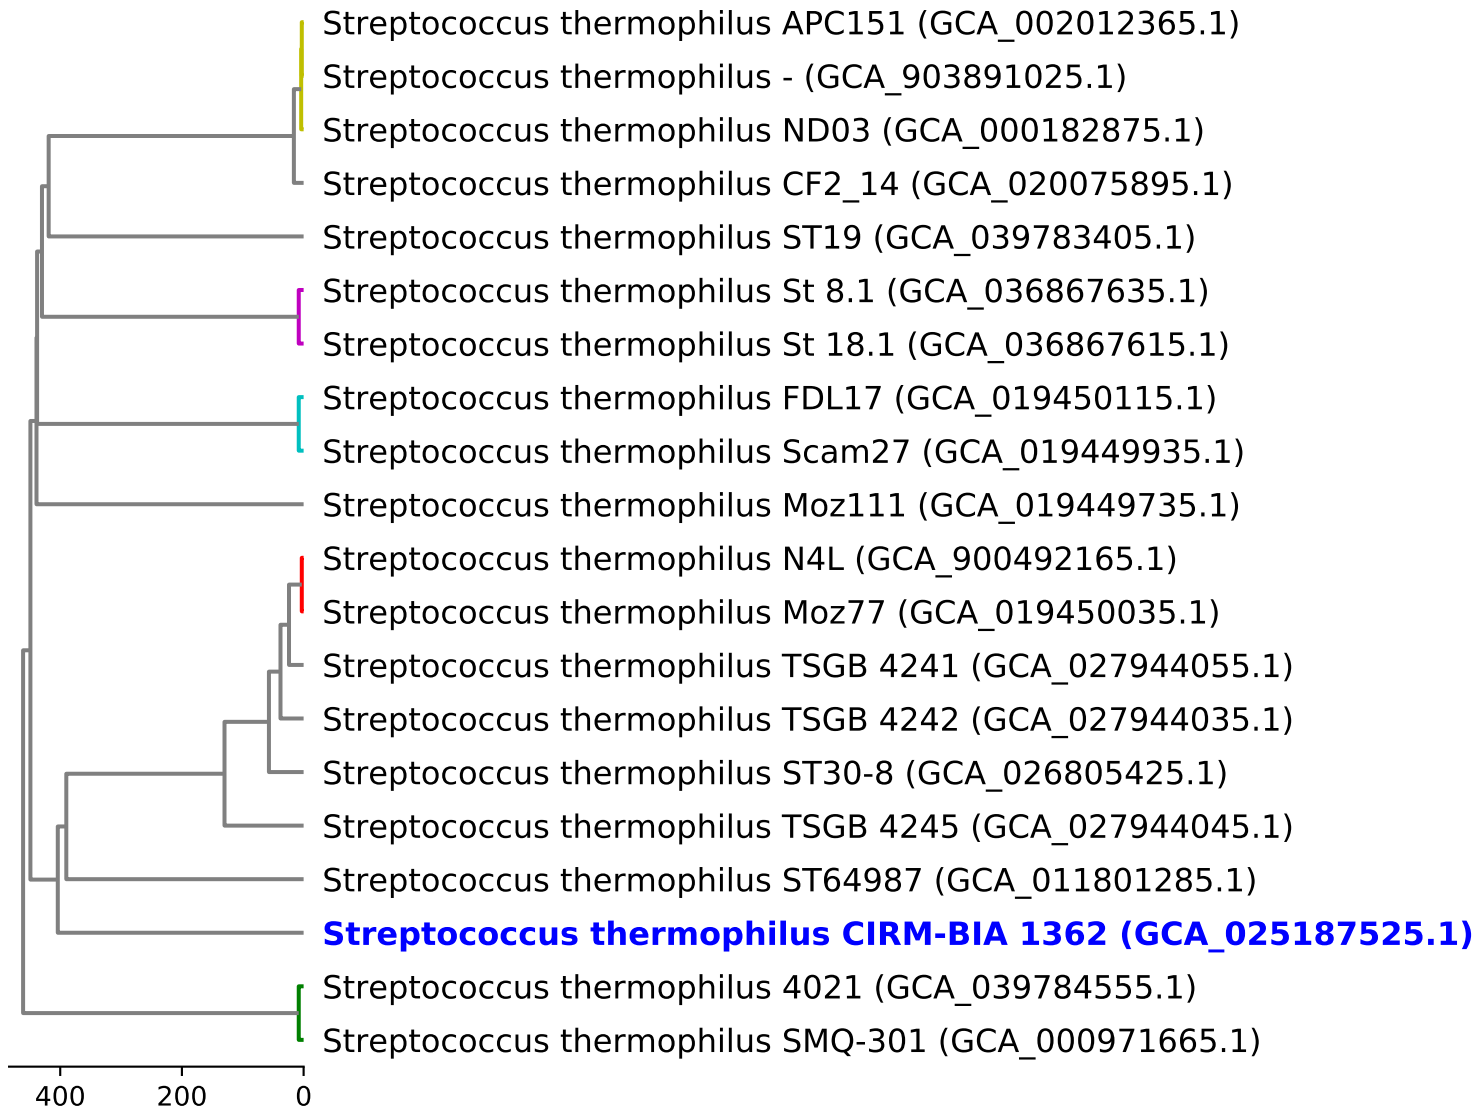 Streptococcus thermophilus APC151 (GCA_002012365.1)
Streptococcus thermophilus - (GCA_903891025.1)
Streptococcus thermophilus ND03 (GCA_000182875.1)
Streptococcus thermophilus CF2_14 (GCA_020075895.1)
Streptococcus thermophilus ST19 (GCA_039783405.1)
Streptococcus thermophilus St 8.1 (GCA_036867635.1)
Streptococcus thermophilus St 18.1 (GCA_036867615.1)
Streptococcus thermophilus FDL17 (GCA_019450115.1)
Streptococcus thermophilus Scam27 (GCA_019449935.1)
Streptococcus thermophilus Moz111 (GCA_019449735.1)
Streptococcus thermophilus N4L (GCA_900492165.1)
Streptococcus thermophilus Moz77 (GCA_019450035.1)
Streptococcus thermophilus TSGB 4241 (GCA_027944055.1)
Streptococcus thermophilus TSGB 4242 (GCA_027944035.1)
Streptococcus thermophilus ST30-8 (GCA_026805425.1)
Streptococcus thermophilus TSGB 4245 (GCA_027944045.1)
Streptococcus thermophilus ST64987 (GCA_011801285.1)
Streptococcus thermophilus CIRM-BIA 1362 (GCA_025187525.1)
Streptococcus thermophilus 4021 (GCA_039784555.1)
Streptococcus thermophilus SMQ-301 (GCA_000971665.1)
400 200 0